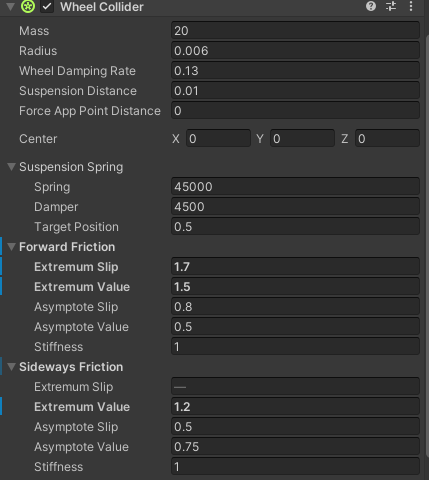 Wheel Collider
Mass 20
Radius 0.006
Wheel Damping Rate 0.13
Suspension Distance 0.01
Force App Point Distance 0
Center X 0 Y 0 Z 0
Suspension Spring
Spring 45000
Damper 4500
Target Position 0.5
Forward Friction
Extremum Slip 1.7
Extremum Value 1.5
Asymptote Slip 0.8
Asymptote Value 0.5
Stiffness 1
Sideways Friction
Extremum Slip —
Extremum Value 1.2
Asymptote Slip 0.5
Asymptote Value 0.75
Stiffness 1